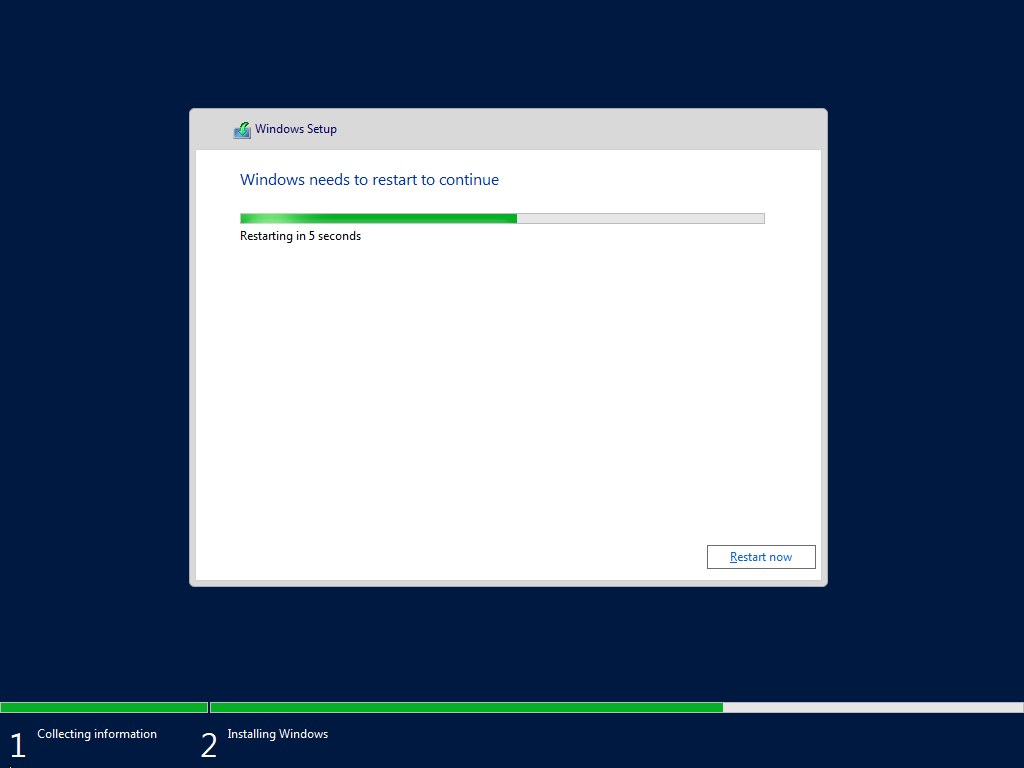 Windows Setup
Windows needs to restart to continue
Restarting in 5 seconds
Restart now
1 Collecting information
2 Installing Windows